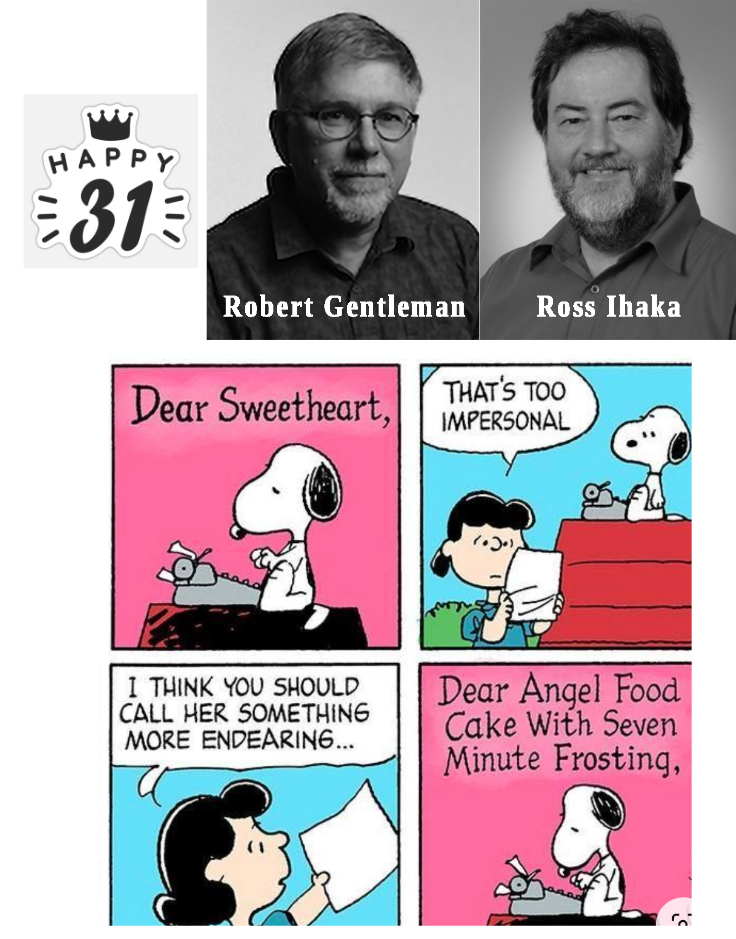 HAPPY
31
Robert Gentleman
Ross Ihaka
Dear Sweetheart,
THAT'S TOO
IMPERSONAL
I THINK YOU SHOULD
CALL HER SOMETHING
MORE ENDEARING...
Dear Angel Food
Cake With Seven
Minute Frosting,